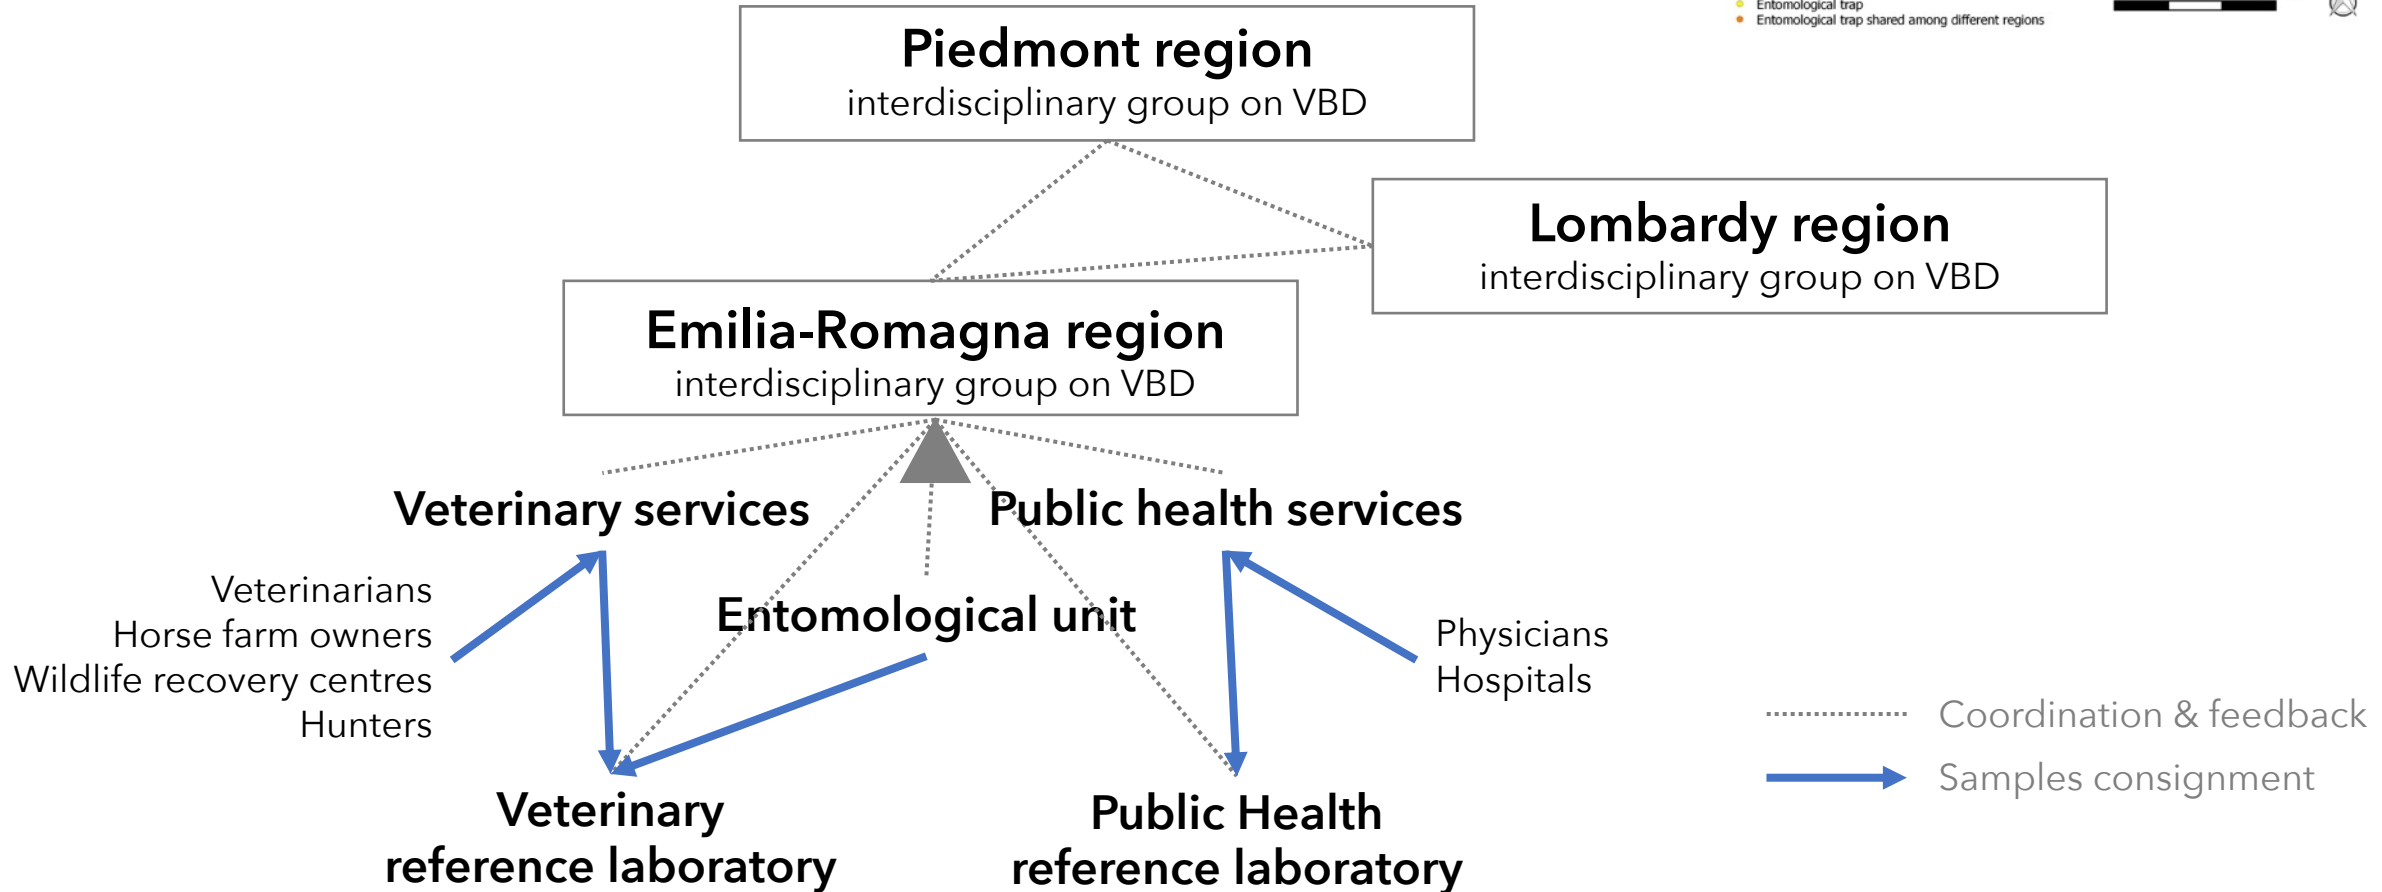 Entomological trap
Entomological trap shared among different regions
Piedmont region
interdisciplinary group on VBD
Lombardy region
interdisciplinary group on VBD
Emilia-Romagna region
interdisciplinary group on VBD
Veterinary services
Public health services
Veterinarians
Horse farm owners
Wildlife recovery centres
Hunters
Entomological unit
Physicians
Hospitals
Coordination & feedback
Samples consignment
Veterinary
reference laboratory
Public Health
reference laboratory